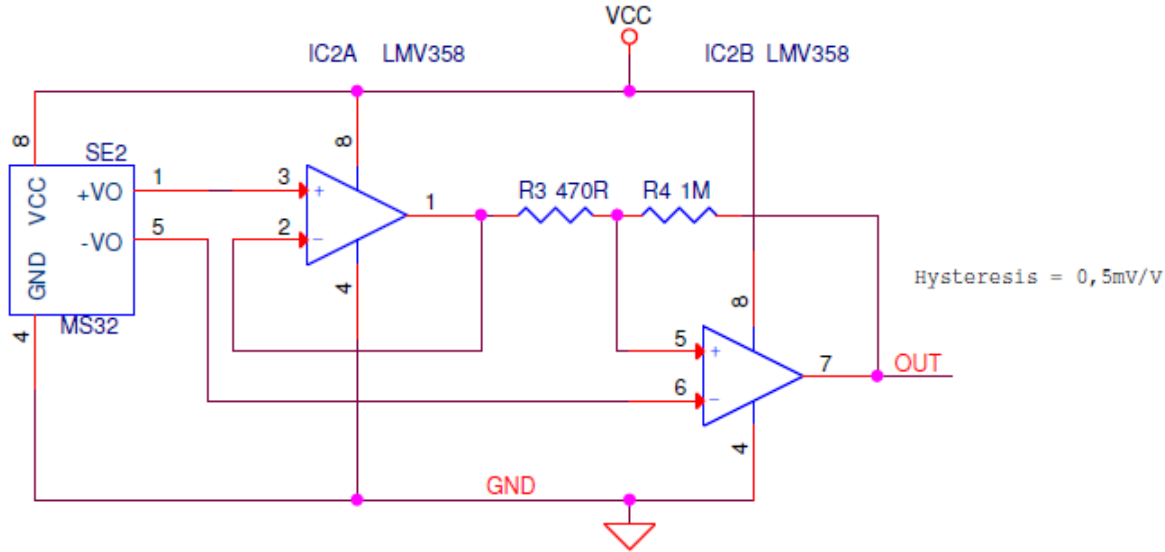 VCC
IC2A LMV358
IC2B LMV358
8
8
SE2
VCC
+VO
1
3
+
1
R3 470R
R4 1M
-VO
5
2
-
GND
4
8
Hysteresis = 0,5mV/V
4
MS32
5
+
7
OUT
6
-
4
GND